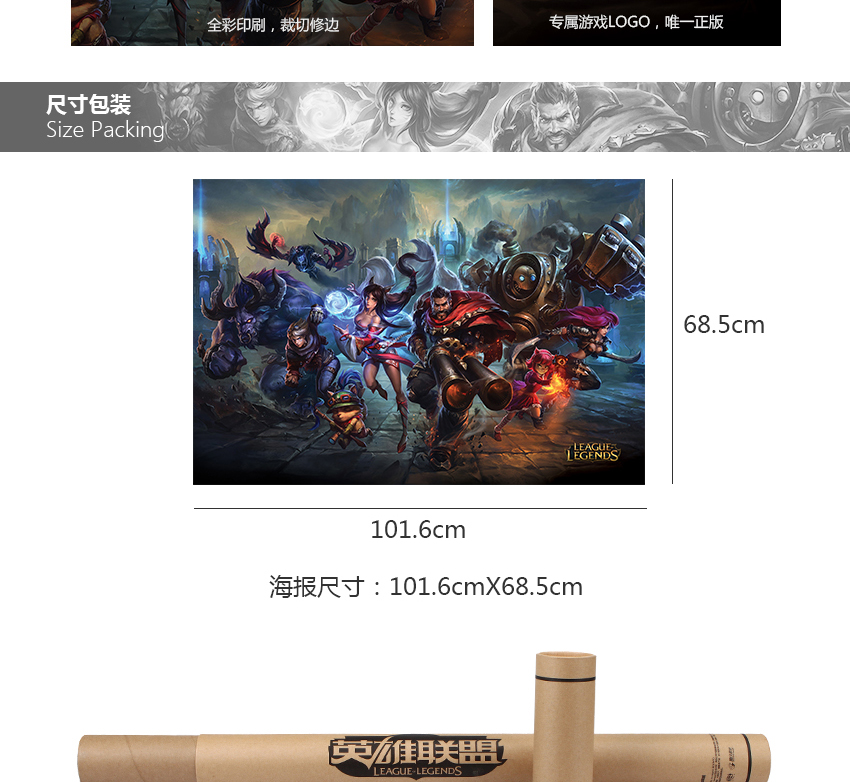 全彩印刷，裁切修边
专属游戏LOGO，唯一正版
尺寸包装
Size Packing
68.5cm
LEAGUE
LEGENDS
101.6cm
海报尺寸：101.6cmX68.5cm
英雄联盟
LEAGUE OF LEGENDS